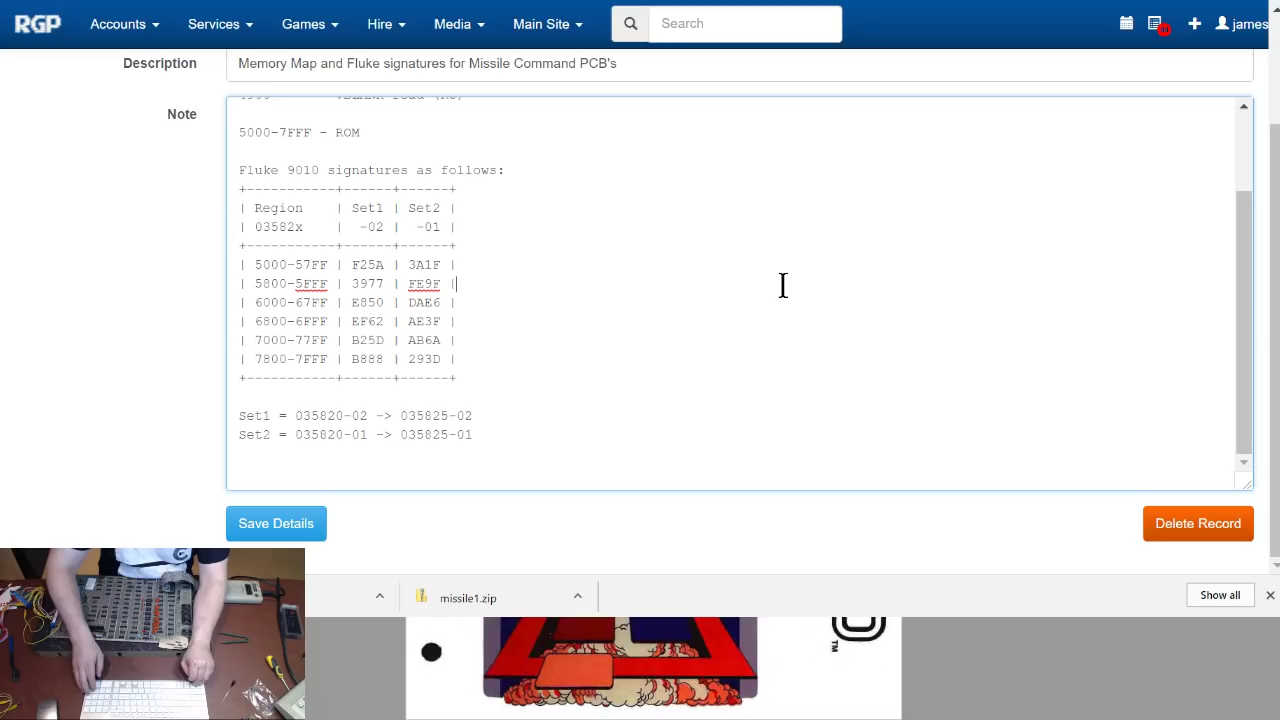 RGP Accounts Services Games Hire Media Main Site Search james
Description Memory Map and Fluke signatures for Missile Command PCB's
Note
5000-7FFF - ROM
Fluke 9010 signatures as follows:
+-----------+------+------+
| Region | Set1 | Set2 |
| 03582x | -02 | -01 |
+-----------+------+------+
| 5000-57FF | F25A | 3A1F |
| 5800-5FFF | 3977 | FE9F |
| 6000-67FF | E850 | DAE6 |
| 6800-6FFF | EF62 | AE3F |
| 7000-77FF | B25D | AB6A |
| 7800-7FFF | B888 | 293D |
+-----------+------+------+
Set1 = 035820-02 -> 035825-02
Set2 = 035820-01 -> 035825-01
Save Details Delete Record
missile1.zip Show all
TM